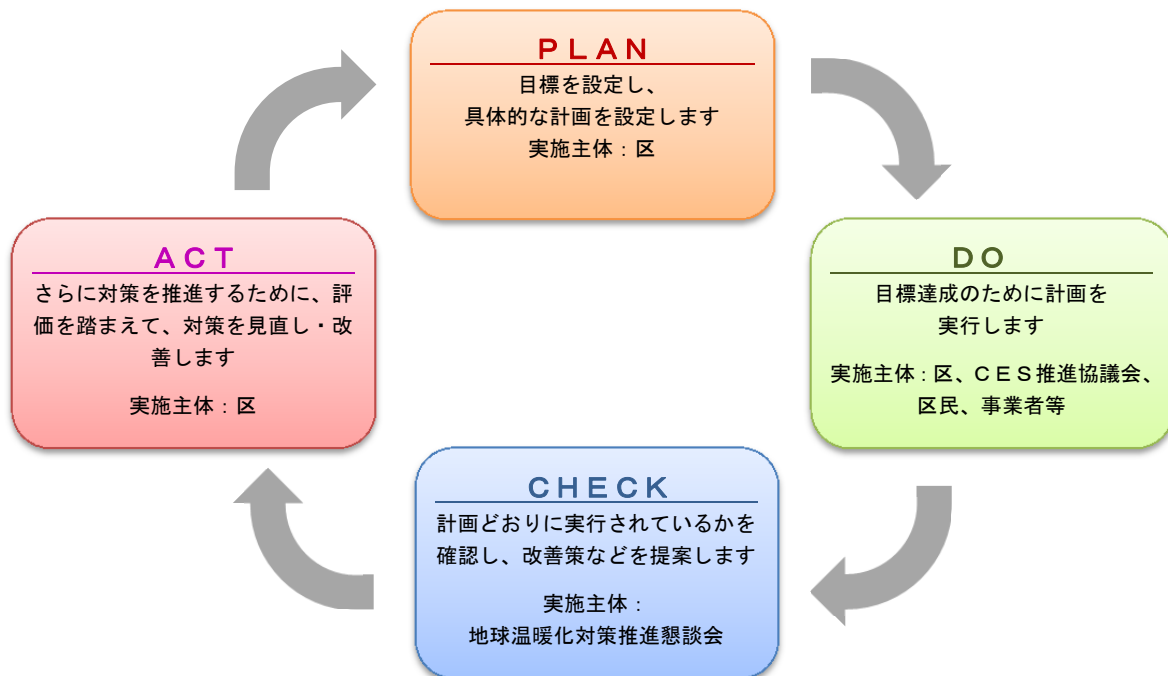 ＰＬＡＮ
目標を設定し、
具体的な計画を設定します
実施主体：区
ＤＯ
目標達成のために計画を
実行します
実施主体：区、ＣＥＳ推進協議会、
区民、事業者等
ＣＨＥＣＫ
計画どおりに実行されているかを
確認し、改善策などを提案します
実施主体：
地球温暖化対策推進懇談会
ＡＣＴ
さらに対策を推進するために、評
価を踏まえて、対策を見直し・改
善します
実施主体：区